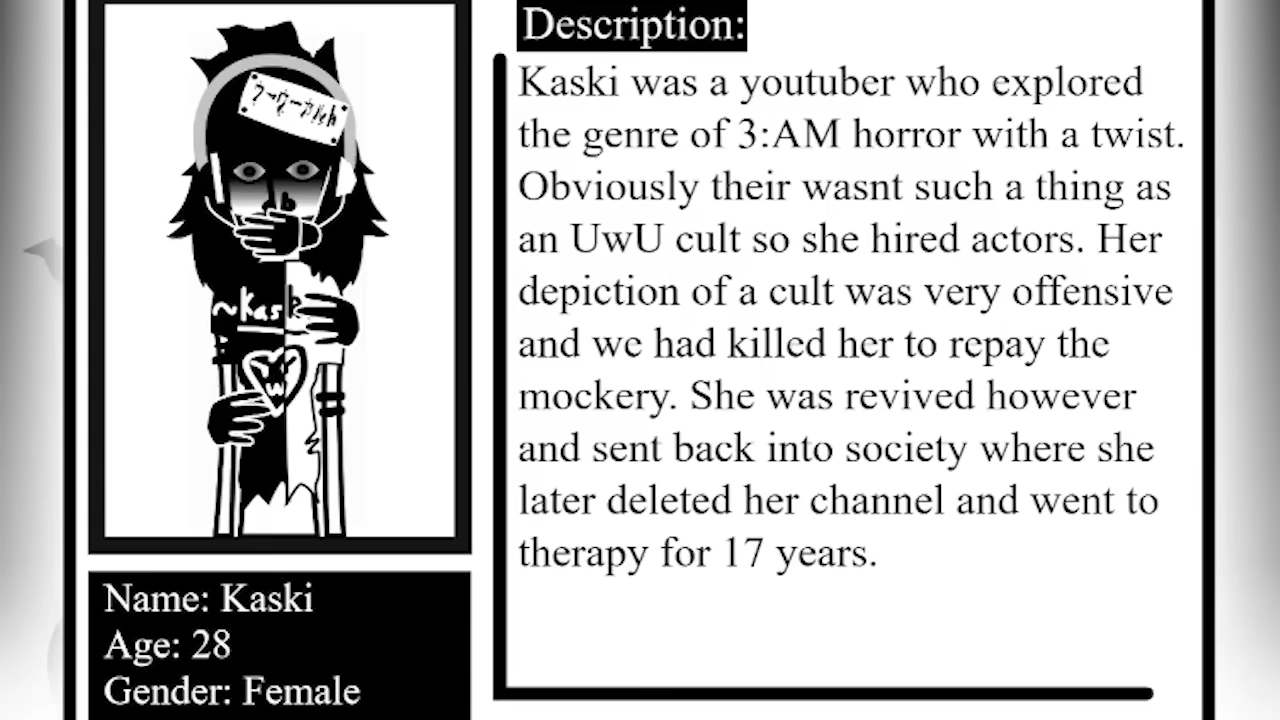 ~Kas
Name: Kaski
Age: 28
Gender: Female
Description:
Kaski was a youtuber who explored
the genre of 3:AM horror with a twist.
Obviously their wasnt such a thing as
an UwU cult so she hired actors. Her
depiction of a cult was very offensive
and we had killed her to repay the
mockery. She was revived however
and sent back into society where she
later deleted her channel and went to
therapy for 17 years.